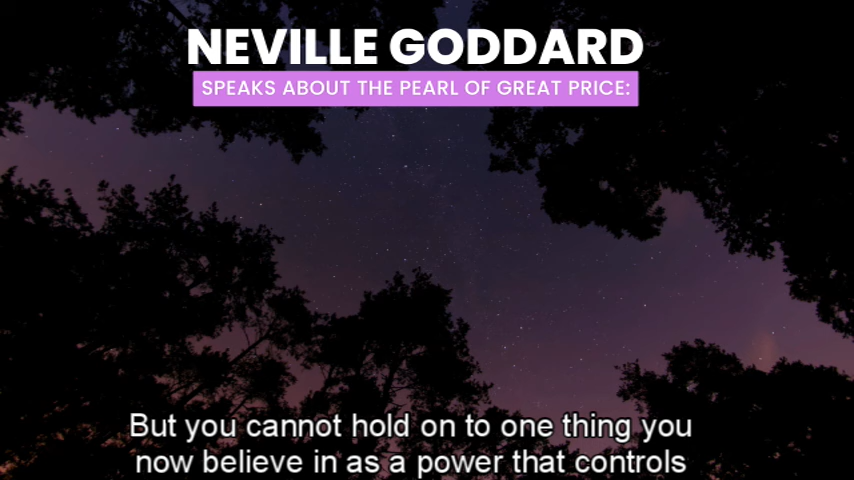 NEVILLE GODDARD
SPEAKS ABOUT THE PEARL OF GREAT PRICE:
But you cannot hold on to one thing you
now believe in as a power that controls